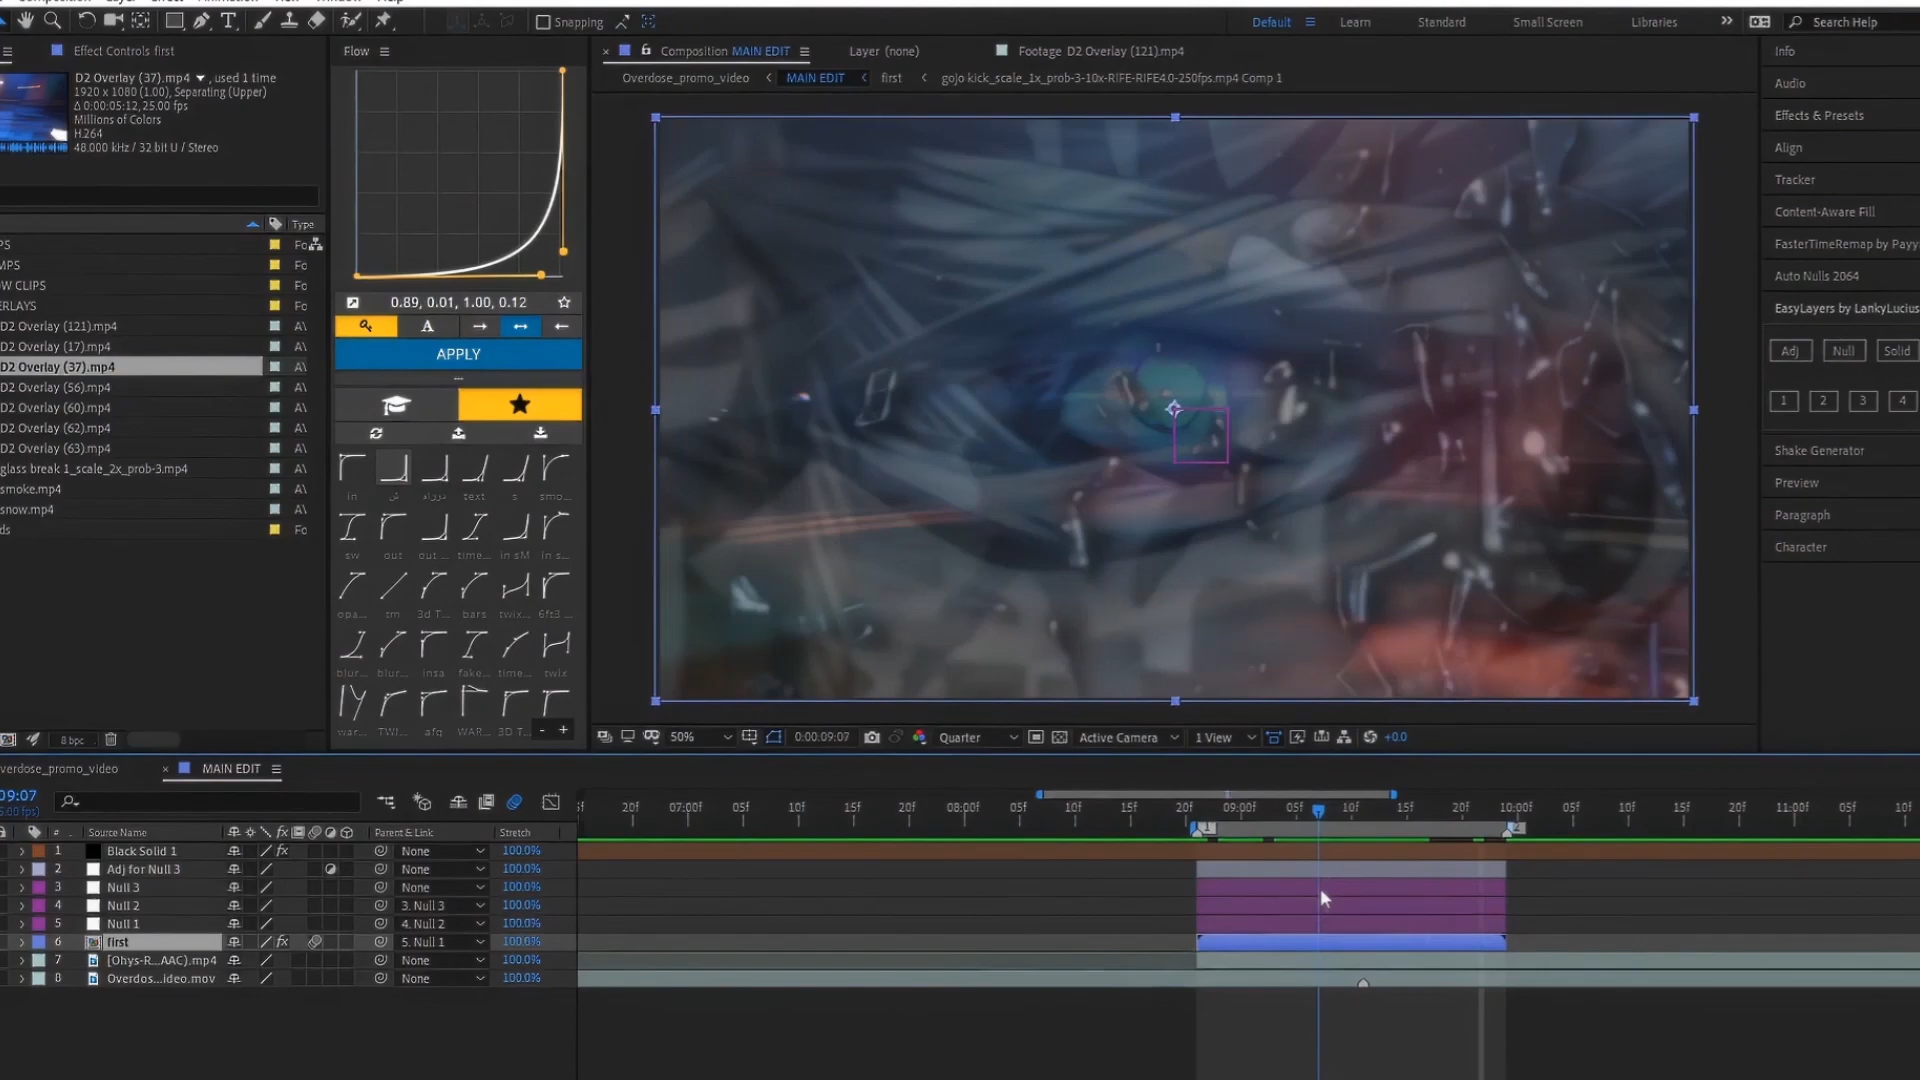 Snapping
Default
Learn
Standard
Small Screen
Libraries
Search Help
Effect Controls first
Flow
Composition MAIN EDIT
Layer (none)
Footage D2 Overlay (121).mp4
Info
D2 Overlay (37).mp4 , used 1 time
1920 x 1080 (1.00), Separating (Upper)
Δ 0:00:05:12, 25.00 fps
Millions of Colors
H.264
48.000 kHz / 32 bit U / Stereo
Overdose_promo_video
MAIN EDIT
first
gojo kick_scale_1x_prob-3-10x-RIFE-RIFE4.0-250fps.mp4 Comp 1
Audio
Effects & Presets
Align
Tracker
Content-Aware Fill
FasterTimeRemap by Payy
Auto Nulls 2064
EasyLayers by LankyLucius
Adj
Null
Solid
1
2
3
4
Shake Generator
Preview
Paragraph
Character
Type
PS
Fo
MPS
Fo
OW CLIPS
Fo
ERLAYS
Fo
D2 Overlay (121).mp4
D2 Overlay (17).mp4
D2 Overlay (37).mp4
D2 Overlay (56).mp4
D2 Overlay (60).mp4
D2 Overlay (62).mp4
D2 Overlay (63).mp4
glass break 1_scale_2x_prob-3.mp4
smoke.mp4
snow.mp4
ds
Fo
8 bpc
0.89, 0.01, 1.00, 0.12
A
APPLY
in
text
s
smo...
sw
out
out ...
time...
in sM
In s...
opa...
tm
3d T...
bars
twix...
6ft3 ...
blur...
blur...
insa
fake...
time...
twix
war...
TWI...
afq
WAR...
3D T...
- +
50%
0:00:09:07
Quarter
Active Camera
1 View
+0.0
verdose_promo_video
MAIN EDIT
09:07
5.00 fps)
# Source Name
fx
Parent & Link
Stretch
20f
07:00f
05f
10f
15f
20f
08:00f
05f
10f
15f
20f
09:00f
05f
10f
15f
20f
10:00f
05f
10f
15f
20f
11:00f
05f
10f
1
2
1 Black Solid 1 fx None 100.0%
2 Adj for Null 3 None 100.0%
3 Null 3 None 100.0%
4 Null 2 3. Null 3 100.0%
5 Null 1 4. Null 2 100.0%
6 first fx 5. Null 1 100.0%
7 [Ohys-R...AAC).mp4 None 100.0%
8 Overdos...ideo.mov None 100.0%